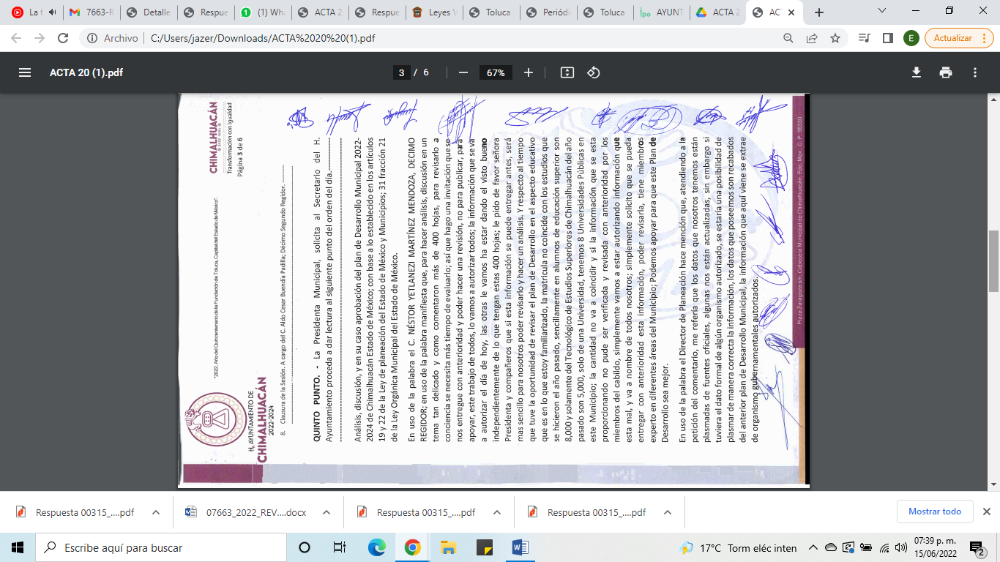 La f
7663-R
Detalle
Respue
(1) Wha
ACTA 2
Respue
Leyes V
Toluca
Periódi
Toluca
AYUNT
ACTA 2
AC
Archivo
C:/Users/jazer/Downloads/ACTA%2020%20(1).pdf
E
Actualizar
ACTA 20 (1).pdf
3 / 6
67%
H. AYUNTAMIENTO DE
CHIMALHUACÁN
2022-2024
"2022. Año del Quincentenario de la Fundación de Toluca, Capital del Estado de México".
CHIMALHUACÁN
Transformación con Igualdad
Página 3 de 6
8. Clausura de la Sesión. A cargo del C. Aldo Cesar Buendía Padilla; Décimo Segundo Regidor. ---------
QUINTO PUNTO. - La Presidenta Municipal, solicita al Secretario del H.
Ayuntamiento proceda a dar lectura al siguiente punto del orden del día.-----------
Análisis, discusión, y en su caso aprobación del plan de Desarrollo Municipal 2022-
2024 de Chimalhuacán Estado de México; con base a lo establecido en los artículos
19 y 22 de la Ley de planeación del Estado de México y Municipios; 31 fracción 21
de la Ley Orgánica Municipal del Estado de México.
En uso de la palabra el C. NÉSTOR YETLANEZI MARTÍNEZ MENDOZA, DECIMO
REGIDOR; en uso de la palabra manifiesta que, para hacer análisis, discusión en un
tema tan delicado y como comentaron más de 400 hojas, para revisarlo a
conciencia se necesita más tiempo de evaluarlo; así que hago una invitación que se
nos entregue con anterioridad y poder hacer una revisión, no para publicar, para
apoyar, este trabajo de todos, lo vamos a autorizar todos; la información que se va
a autorizar el día de hoy, las otras le vamos ha estar dando el visto bueno
independientemente de lo que tengan estas 400 hojas; le pido de favor señora
Presidenta y compañeros que si esta información se puede entregar antes, será
mas sencillo para nosotros poder revisarlo y hacer un análisis. Y respecto al tiempo
que tuve la oportunidad de revisar el plan de Desarrollo en el aspecto educativo
que es en lo que estoy familiarizado, la matrícula no coincide con los estudios que
se hicieron el año pasado, sencillamente en alumnos de educación superior son
8,000 y solamente del Tecnológico de Estudios Superiores de Chimalhuacán del año
pasado son 5,000, solo de una Universidad, tenemos 8 Universidades Públicas en
este Municipio; la cantidad no va a coincidir y si la información que se esta
proporcionando no pude ser verificada y revisada con anterioridad por los
miembros del cabildo, simplemente vamos a estar autorizando información que
esta mal, y va a nombre de todos nosotros; simplemente solicito que se pueda
entregar con anterioridad esta información, poder revisarla, tiene miembros
experto en diferentes áreas del Municipio; Podemos apoyar para que este Plan de
Desarrollo sea mejor.
En uso de la palabra el Director de Planeación hace mención que, atendiendo a la
petición del comentario, me refería que los datos que nosotros tenemos están
plasmadas de fuentes oficiales, algunas nos están actualizadas, sin embargo si
tuviera el dato formal de algún organismo autorizado, se estaría una posibilidad de
plasmar de manera correcta la información, los datos que poseemos son recabados
del anterior plan de Desarrollo Municipal, la información que aquí viene se extrae
de organismo gubernamentales autorizados.
Plaza Zaragoza s/n, Cabecera Municipal de Chimalhuacán, Edo. Mex., C. P. 56330
Respuesta 00315_....pdf
07663_2022_REV....docx
Respuesta 00315_....pdf
Respuesta 00315_....pdf
Mostrar todo
Escribe aquí para buscar
17°C Torm eléc inten
07:39 p. m.
15/06/2022
2